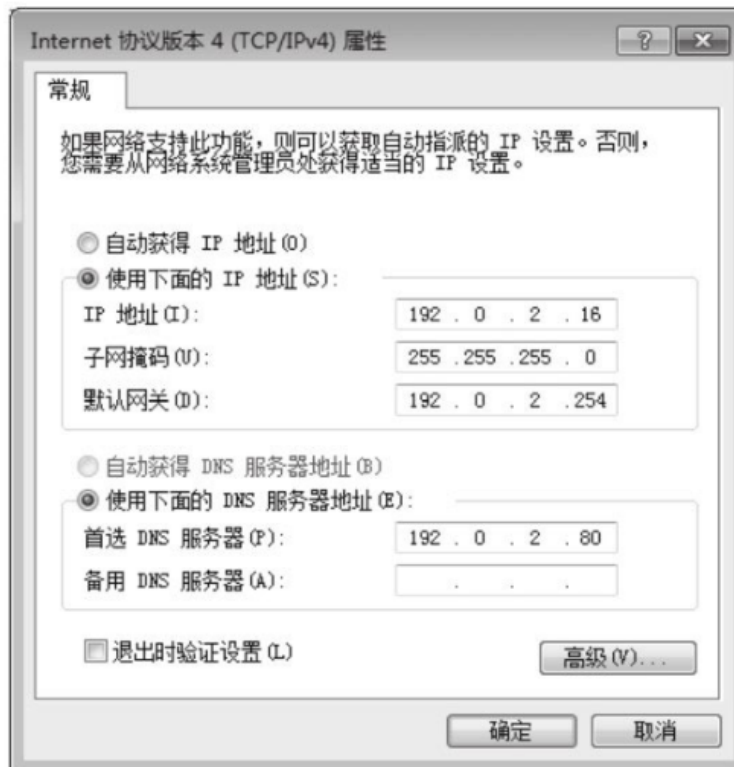 Internet 协议版本 4 (TCP/IPv4) 属性
常规
如果网络支持此功能，则可以获取自动指派的 IP 设置。否则，
您需要从网络系统管理员处获得适当的 IP 设置。
自动获得 IP 地址(O)
使用下面的 IP 地址(S):
IP 地址(I): 192 . 0 . 2 . 16
子网掩码(U): 255 .255 .255 . 0
默认网关(D): 192 . 0 . 2 .254
自动获得 DNS 服务器地址(B)
使用下面的 DNS 服务器地址(E):
首选 DNS 服务器(P): 192 . 0 . 2 . 80
备用 DNS 服务器(A): . . .
退出时验证设置(L)
高级(V)...
确定 取消